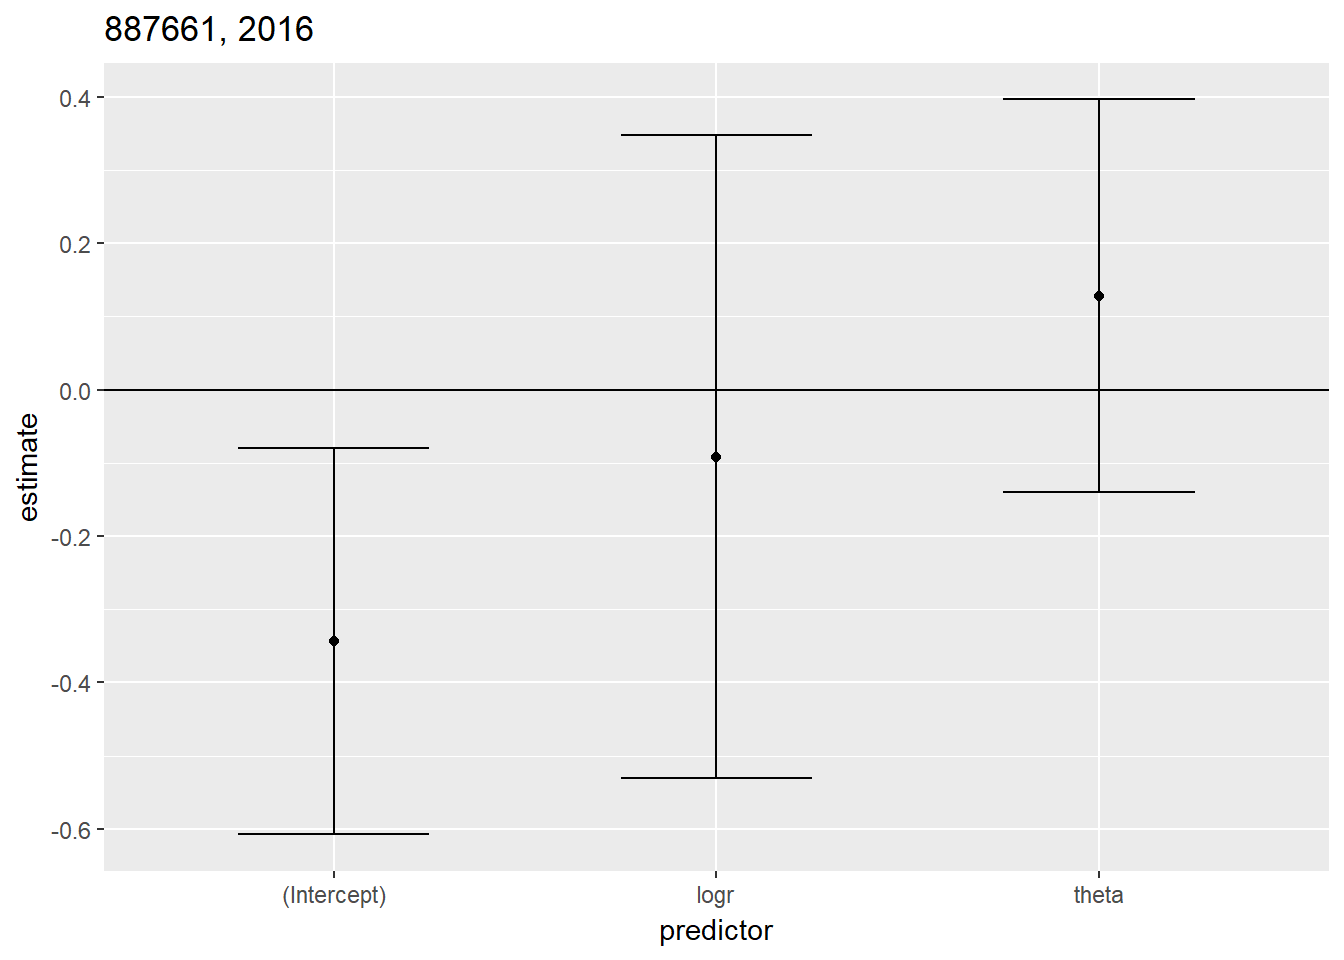 887661, 2016
0.4
0.2
0.0
-0.2
-0.4
-0.6
estimate
(Intercept) logr theta
predictor